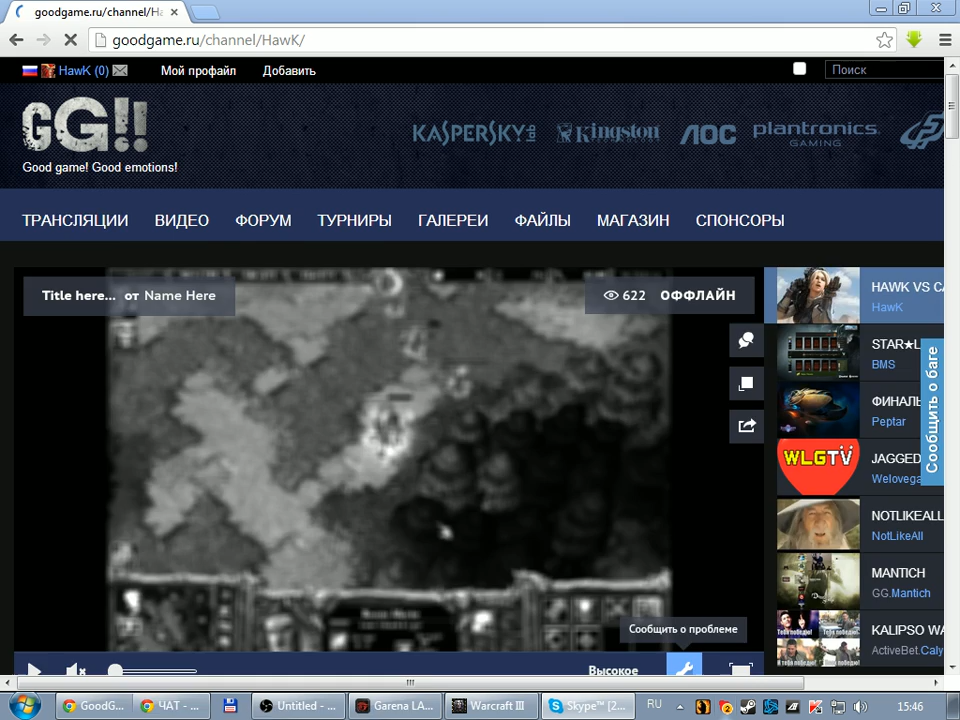 goodgame.ru/channel/Ha
goodgame.ru/channel/HawK/
HawK (0) Мой профайл Добавить Поиск
GG!!
Good game! Good emotions!
KASPERSKY Kingston AOC plantronics.
TECHNOLOGY GAMING
ТРАНСЛЯЦИИ ВИДЕО ФОРУМ ТУРНИРЫ ГАЛЕРЕИ ФАЙЛЫ МАГАЗИН СПОНСОРЫ
Title here... от Name Here
622 ОФФЛАЙН
HAWK VS CA
HawK
STAR★L
BMS
ФИНАЛЬ
Peptar
WLGTV
JAGGED
Welovega
NOTLIKEALL
NotLikeAll
MANTICH
GG.Mantich
KALIPSO WA
ActiveBet.Caly
Сообщить о баге
Сообщить о проблеме
Высокое
GoodG... ЧАТ - ... Untitled - ... Garena LA... Warcraft III Skype™ [2... RU 15:46